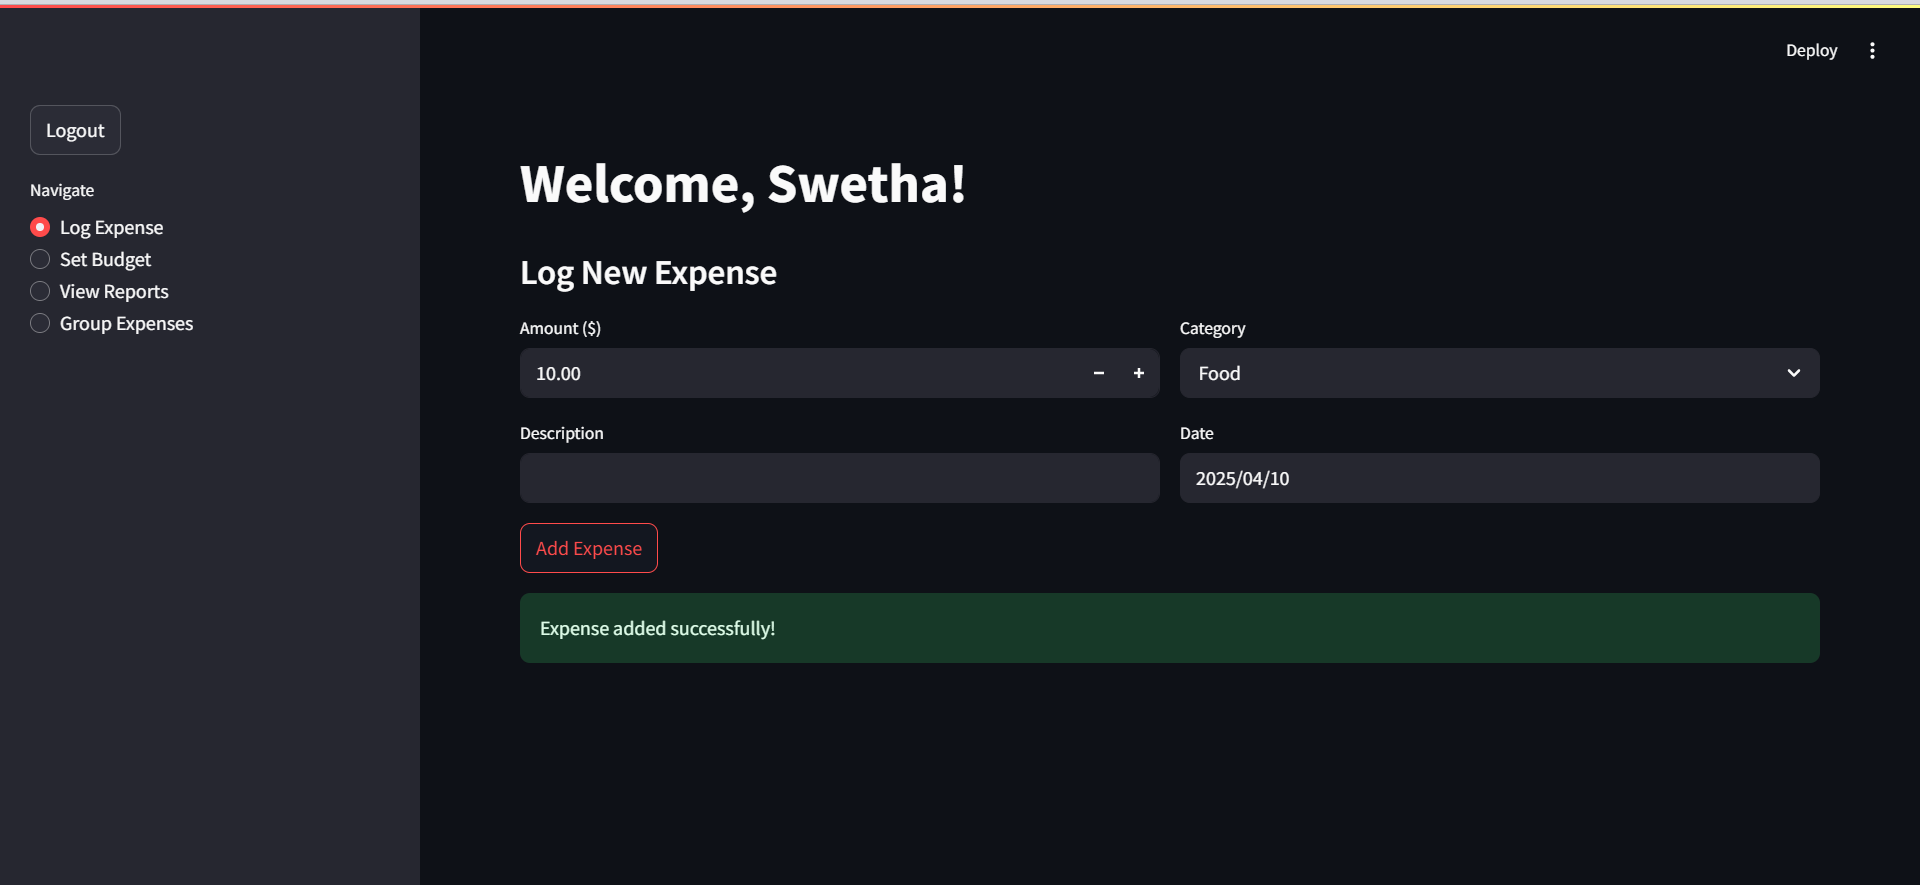 Deploy
Logout
Navigate
Log Expense
Set Budget
View Reports
Group Expenses
Welcome, Swetha!
Log New Expense
Amount ($)
10.00
Category
Food
Description
Date
2025/04/10
Add Expense
Expense added successfully!